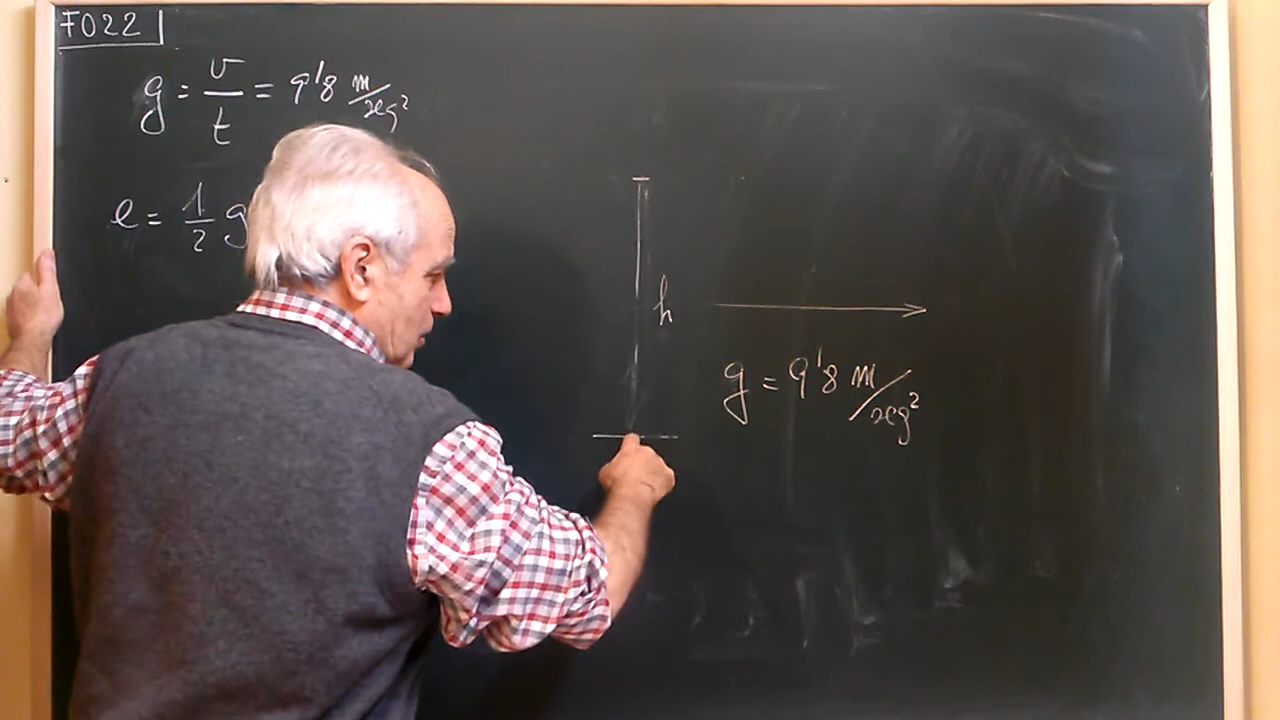 F022
g = v/t = 9'8 m/seg²
e = 1/2 g
h
g = 9'8 m/seg²